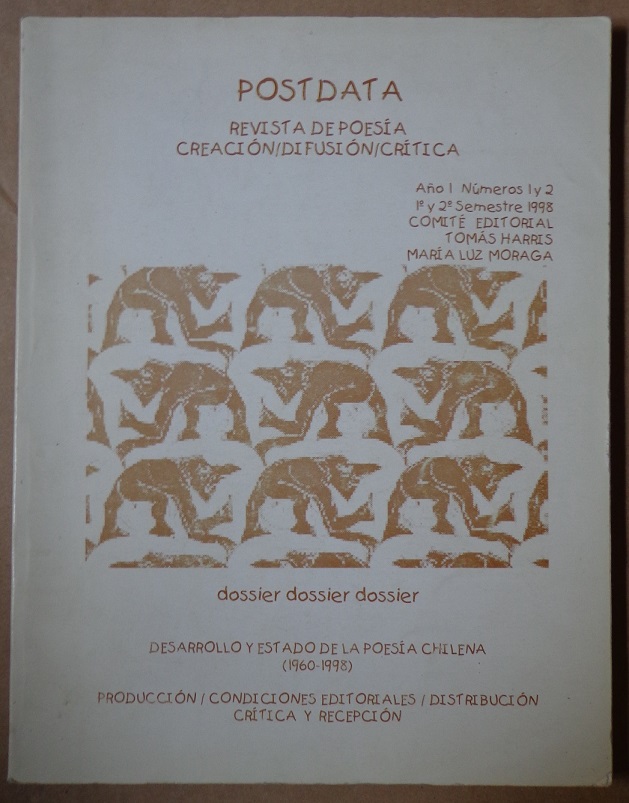 POSTDATA
REVISTA DE POESÍA
CREACIÓN/DIFUSIÓN/CRÍTICA
Año 1 Números 1 y 2
1º y 2º Semestre 1998
COMITÉ EDITORIAL
TOMÁS HARRIS
MARÍA LUZ MORAGA
dossier dossier dossier
DESARROLLO Y ESTADO DE LA POESÍA CHILENA
(1960-1998)
PRODUCCIÓN / CONDICIONES EDITORIALES / DISTRIBUCIÓN
CRÍTICA Y RECEPCIÓN